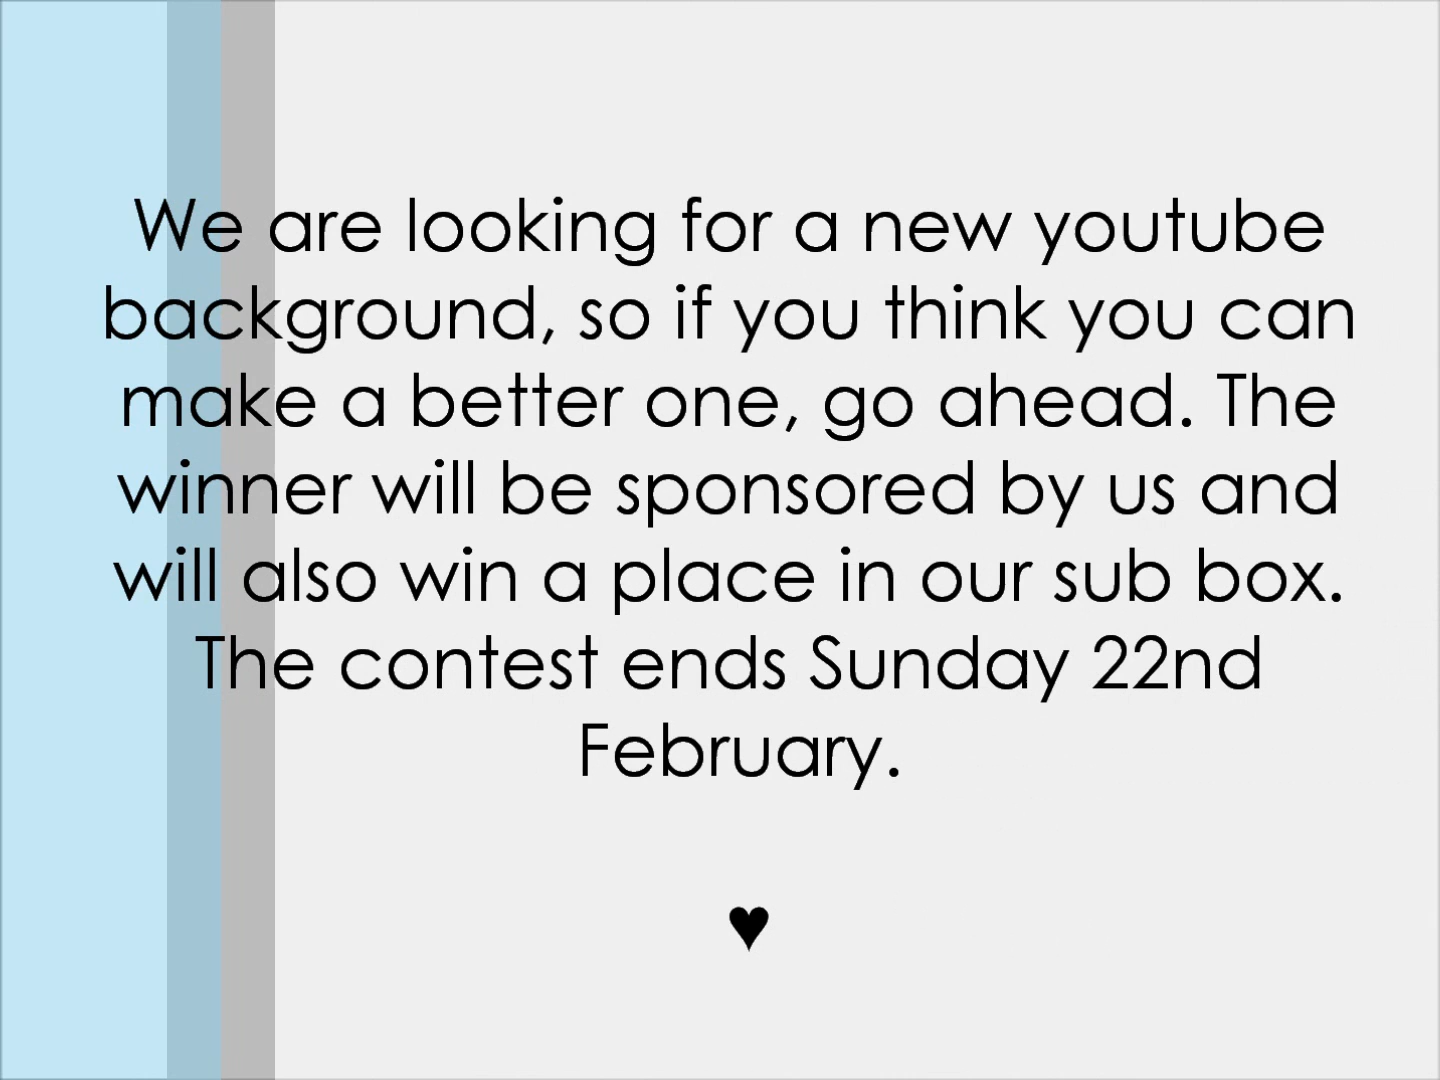 We are looking for a new youtube
background, so if you think you can
make a better one, go ahead. The
winner will be sponsored by us and
will also win a place in our sub box.
The contest ends Sunday 22nd
February.
♥